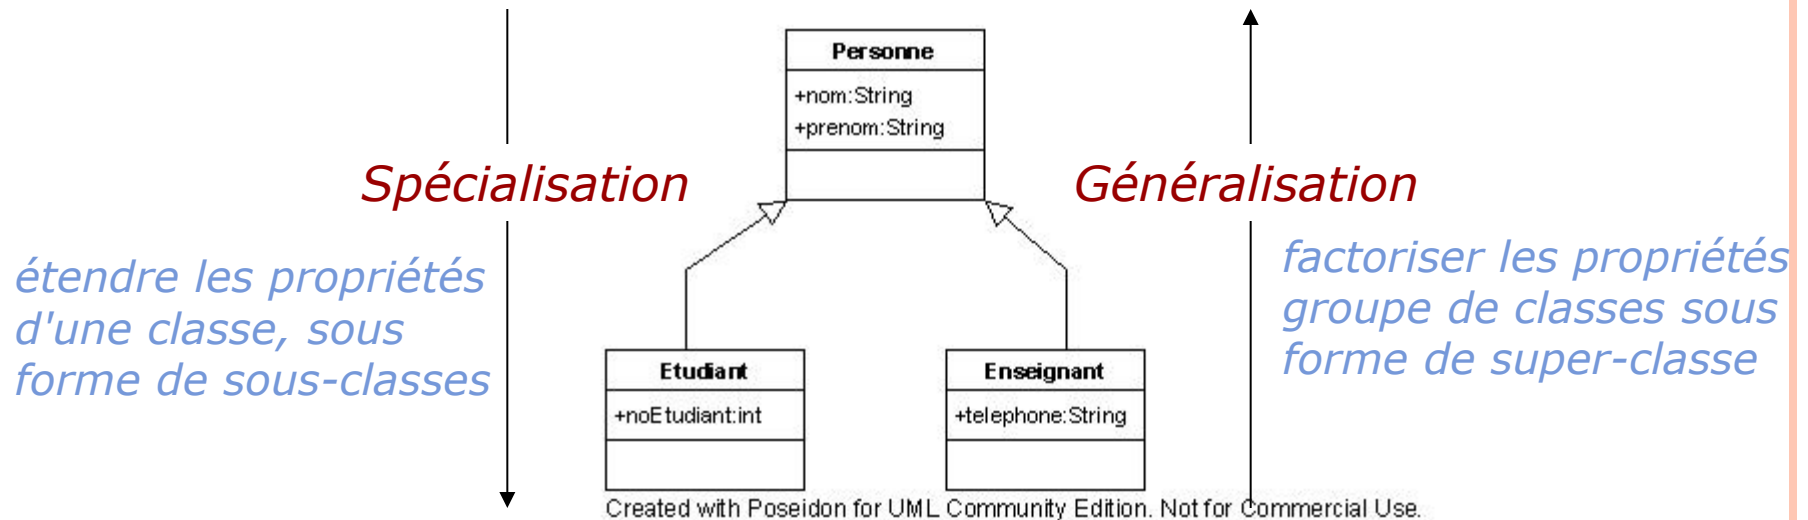 Personne
+nom:String
+prenom:String
Spécialisation
Généralisation
étendre les propriétés
d'une classe, sous
forme de sous-classes
factoriser les propriétés
groupe de classes sous
forme de super-classe
Etudiant
+noEtudiant:int
Enseignant
+telephone:String
Created with Poseidon for UML Community Edition. Not for Commercial Use.